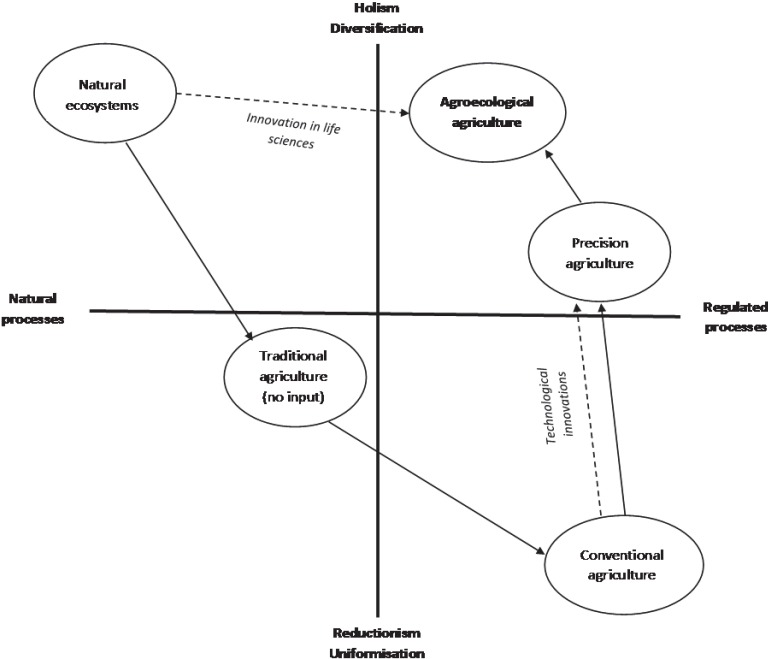 Holism
Diversification
Natural
ecosystems
Agroecological
agriculture
Innovation in life
sciences
Precision
agriculture
Natural
processes
Regulated
processes
Traditional
agriculture
(no input)
Technological
innovations
Conventional
agriculture
Reductionism
Uniformisation